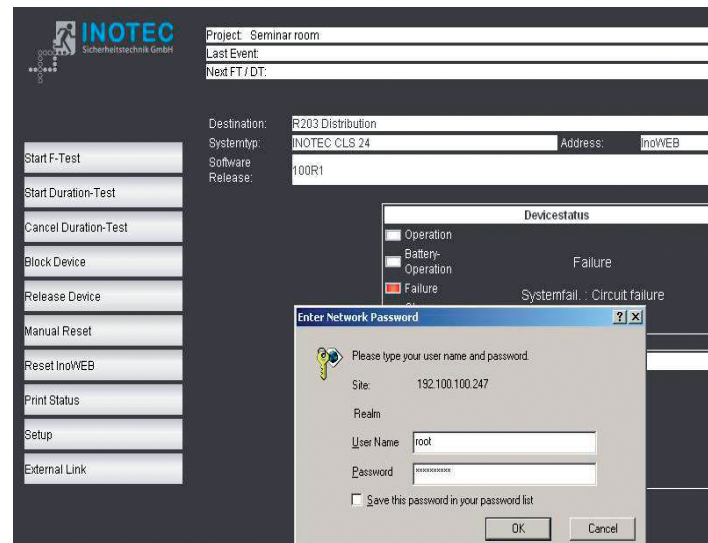 INOTEC
Sicherheitstechnik GmbH
Project: Seminar room
Last Event:
Next FT / DT:
Destination: R203 Distribution
Systemtyp: INOTEC CLS 24 Address: InoWEB
Software Release: 100R1
Start F-Test
Start Duration-Test
Cancel Duration-Test
Block Device
Release Device
Manual Reset
Reset InoWEB
Print Status
Setup
External Link
Devicestatus
Operation
Battery-
Operation
Failure
Failure
Systemfail. : Circuit failure
Enter Network Password
Please type your user name and password.
Site: 192.100.100.247
Realm
User Name root
Password **********
Save this password in your password list
OK Cancel